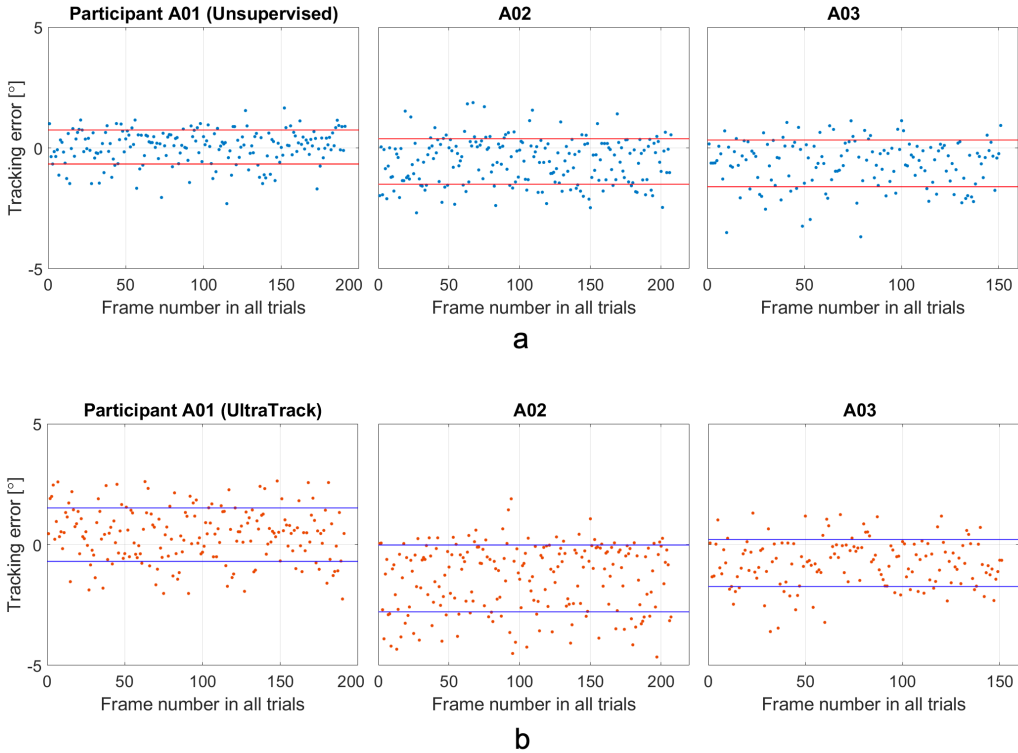 Participant A01 (Unsupervised) A02 A03
5
0
-5
Tracking error [°]
0 50 100 150 200 0 50 100 150 200 0 50 100 150
Frame number in all trials Frame number in all trials Frame number in all trials
a
Participant A01 (UltraTrack) A02 A03
5
0
-5
Tracking error [°]
0 50 100 150 200 0 50 100 150 200 0 50 100 150
Frame number in all trials Frame number in all trials Frame number in all trials
b